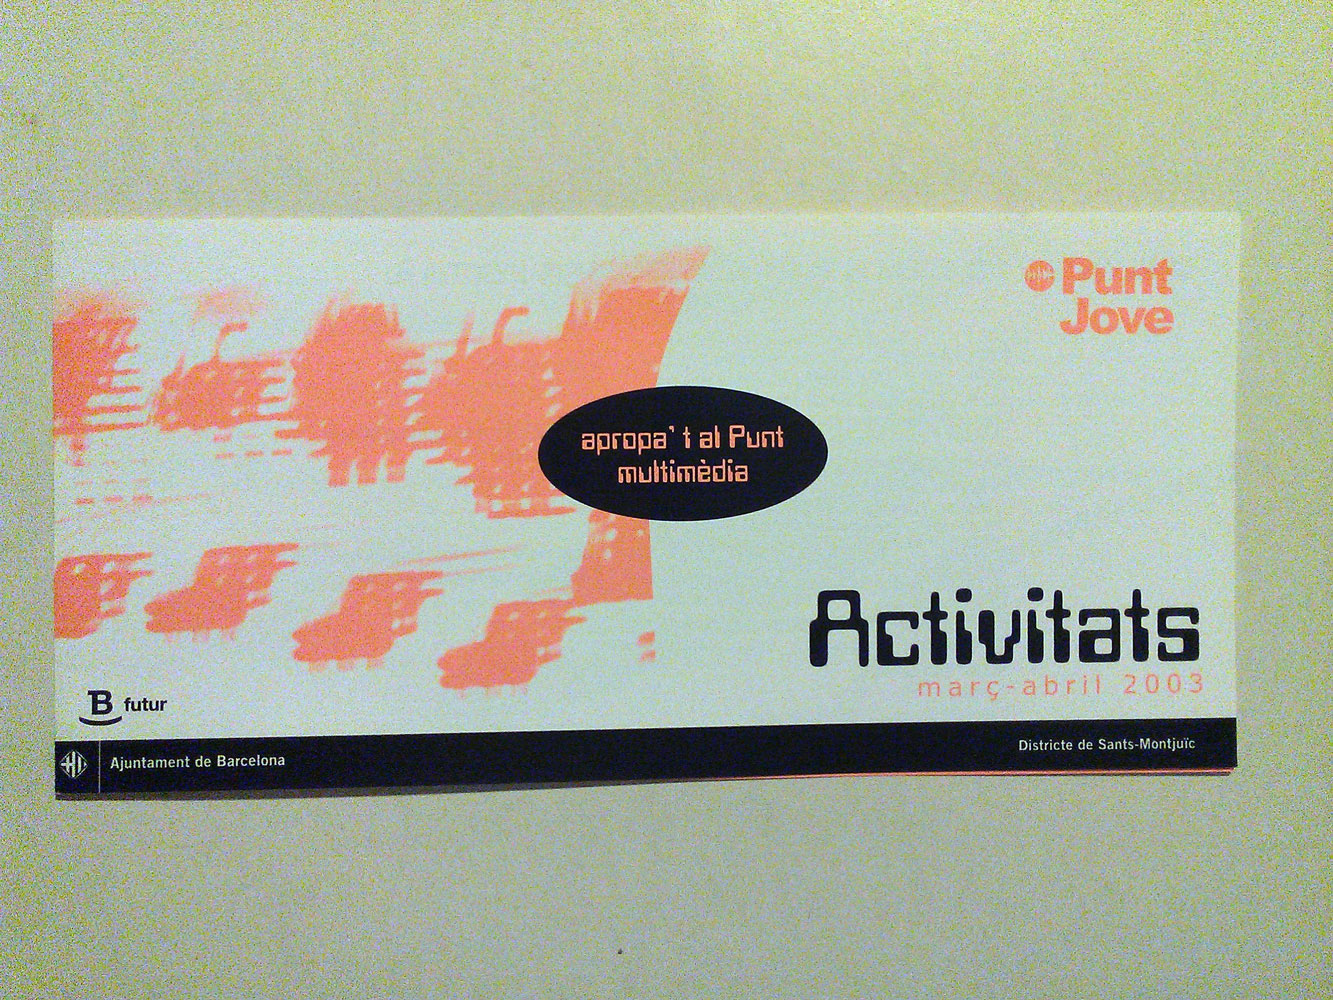 Punt
Jove
apropa't al Punt
multimèdia
Activitats
març-abril 2003
B futur
Ajuntament de Barcelona
Districte de Sants-Montjuïc